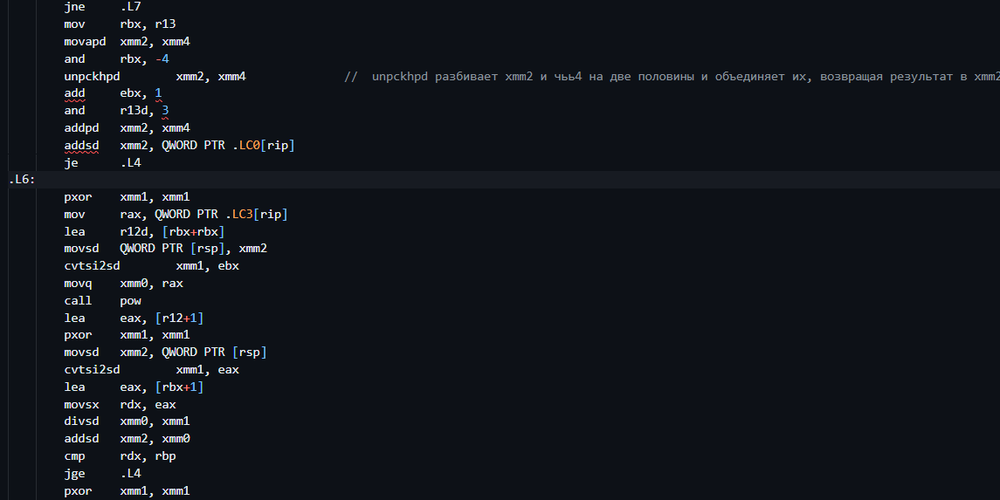 jne .L7
mov rbx, r13
movapd xmm2, xmm4
and rbx, -4
unpckhpd xmm2, xmm4 // unpckhpd разбивает xmm2 и чьь4 на две половины и объединяет их, возвращая результат в xmm2
add ebx, 1
and r13d, 3
addpd xmm2, xmm4
addsd xmm2, QWORD PTR .LC0[rip]
je .L4
.L6:
pxor xmm1, xmm1
mov rax, QWORD PTR .LC3[rip]
lea r12d, [rbx+rbx]
movsd QWORD PTR [rsp], xmm2
cvtsi2sd xmm1, ebx
movq xmm0, rax
call pow
lea eax, [r12+1]
pxor xmm1, xmm1
movsd xmm2, QWORD PTR [rsp]
cvtsi2sd xmm1, eax
lea eax, [rbx+1]
movsx rdx, eax
divsd xmm0, xmm1
addsd xmm2, xmm0
cmp rdx, rbp
jge .L4
pxor xmm1, xmm1